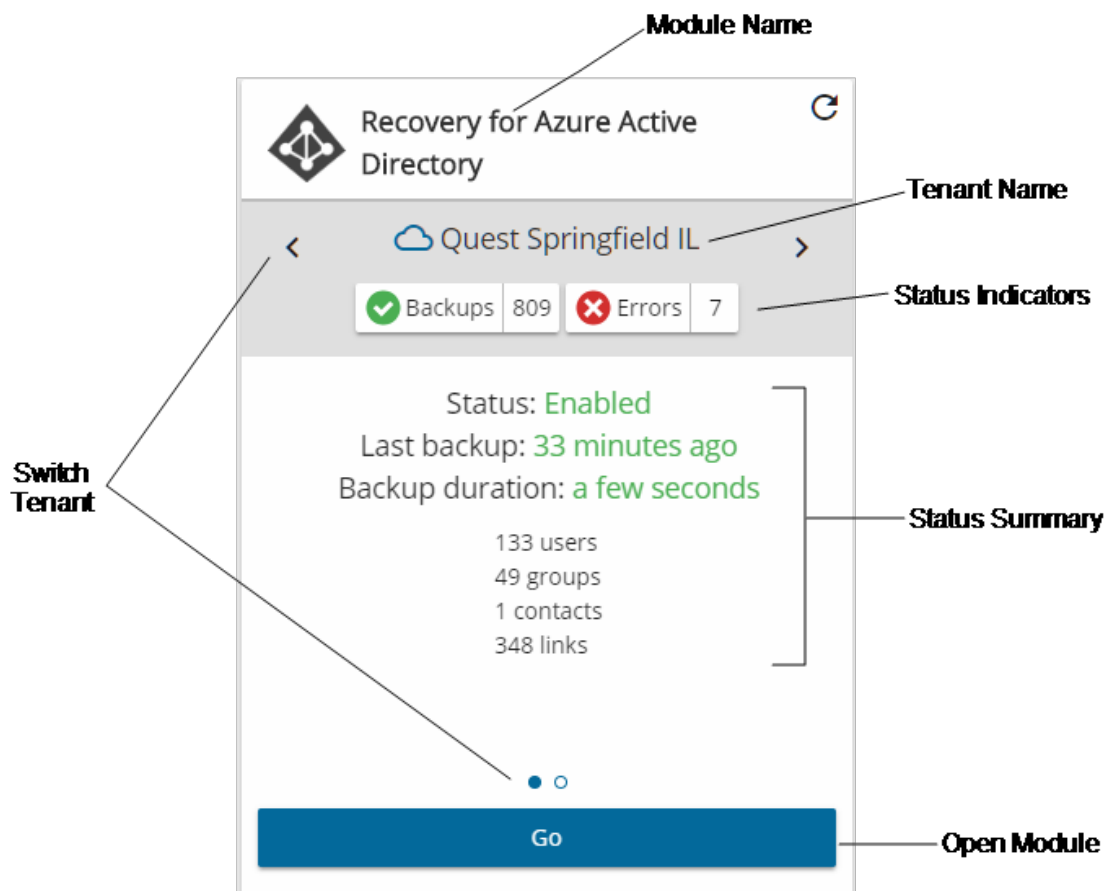 Module Name
Recovery for Azure Active
Directory
Tenant Name
Quest Springfield IL
Status Indicators
Backups 809 Errors 7
Status: Enabled
Last backup: 33 minutes ago
Backup duration: a few seconds
Switch
Tenant
Status Summary
133 users
49 groups
1 contacts
348 links
Go
Open Module